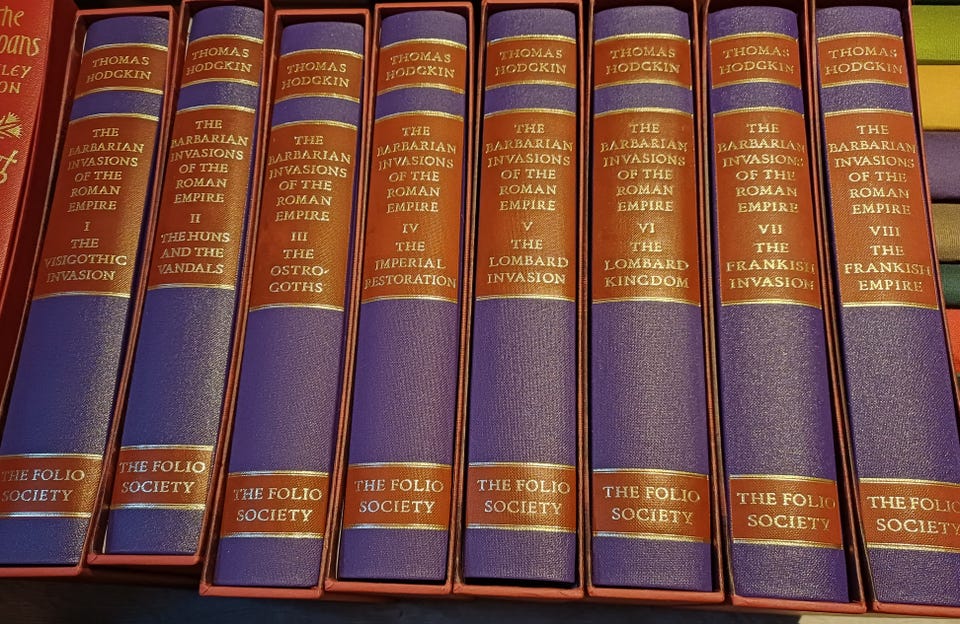 the
oans
LEY
ON
of
THOMAS
HODGKIN
THE
BARBARIAN
INVASIONS
OF THE
ROMAN
EMPIRE
I
THE
VISIGOTHIC
INVASION
THE FOLIO
SOCIETY
THOMAS
HODGKIN
THE
BARBARIAN
INVASIONS
OF THE
ROMAN
EMPIRE
II
THE HUNS
AND THE
VANDALS
THE FOLIO
SOCIETY
THOMAS
HODGKIN
THE
BARBARIAN
INVASIONS
OF THE
ROMAN
EMPIRE
III
THE
OSTRO-
GOTHS
THE FOLIO
SOCIETY
THOMAS
HODGKIN
THE
BARBARIAN
INVASIONS
OF THE
ROMAN
EMPIRE
IV
THE
IMPERIAL
RESTORATION
THE FOLIO
SOCIETY
THOMAS
HODGKIN
THE
BARBARIAN
INVASIONS
OF THE
ROMAN
EMPIRE
V
THE
LOMBARD
INVASION
THE FOLIO
SOCIETY
THOMAS
HODGKIN
THE
BARBARIAN
INVASIONS
OF THE
ROMAN
EMPIRE
VI
THE
LOMBARD
KINGDOM
THE FOLIO
SOCIETY
THOMAS
HODGKIN
THE
BARBARIAN
INVASIONS
OF THE
ROMAN
EMPIRE
VII
THE
FRANKISH
INVASION
THE FOLIO
SOCIETY
THOMAS
HODGKIN
THE
BARBARIAN
INVASIONS
OF THE
ROMAN
EMPIRE
VIII
THE
FRANKISH
EMPIRE
THE FOLIO
SOCIETY